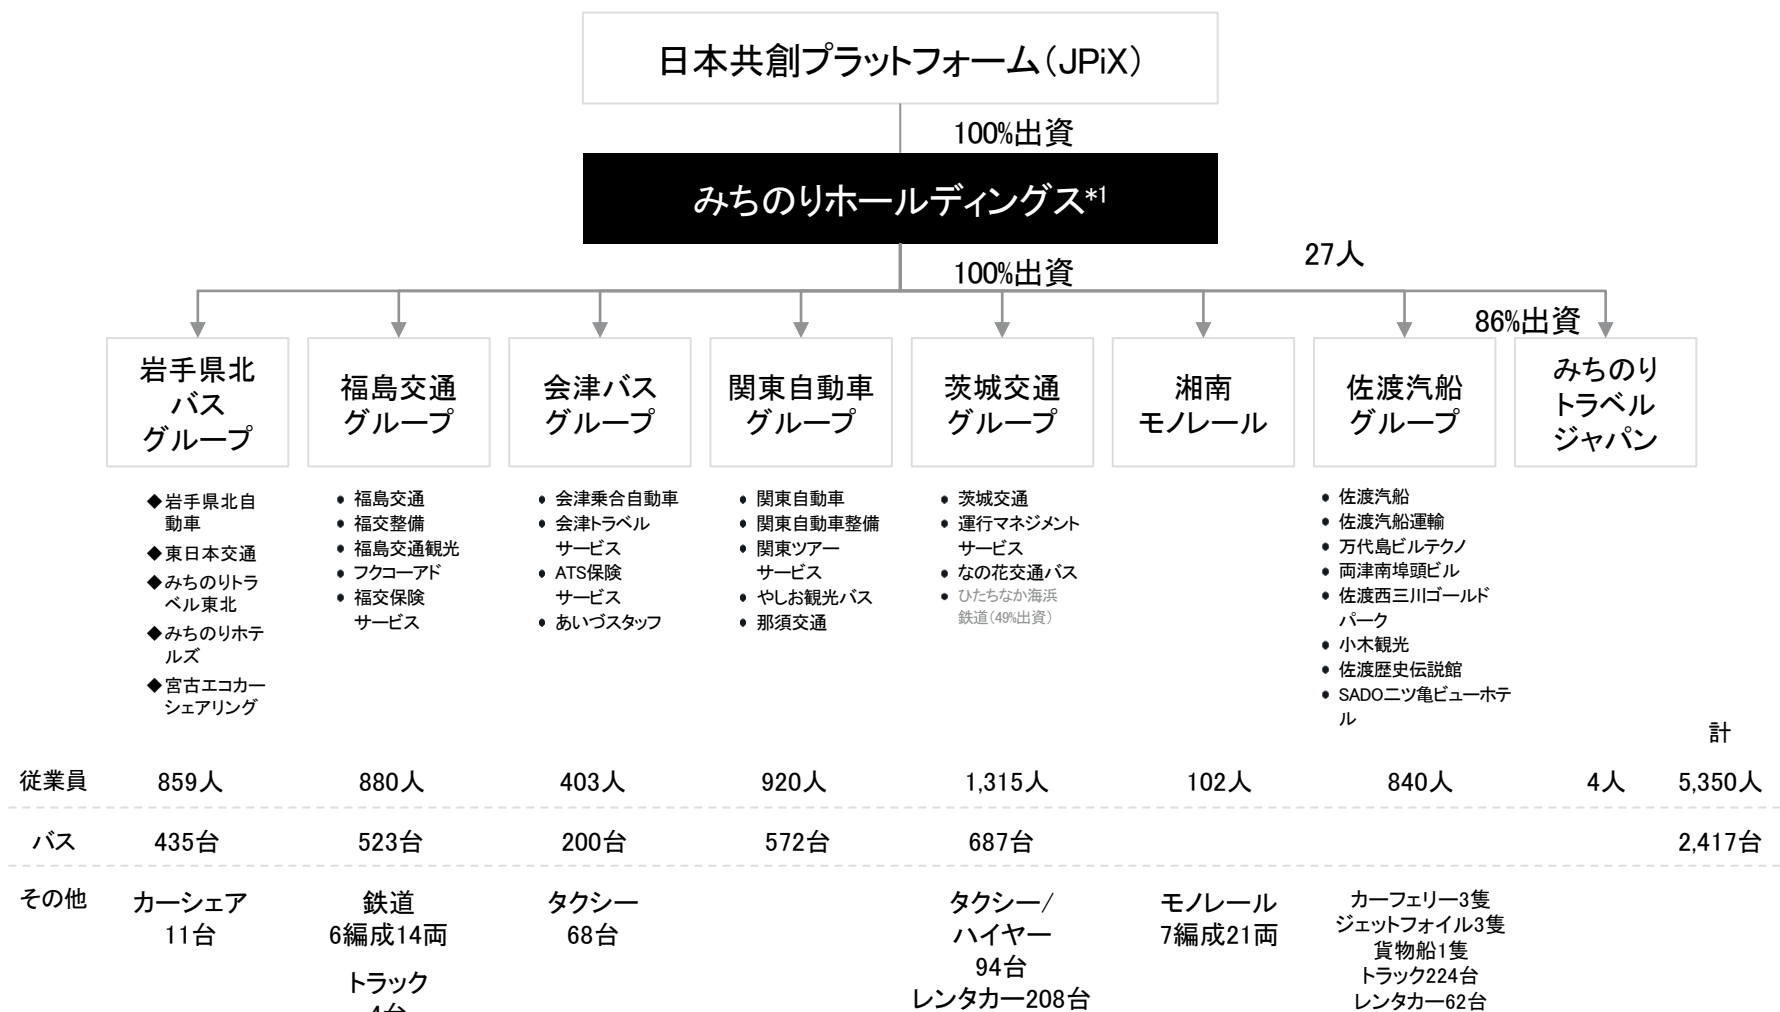 日本共創プラットフォーム（JPiX）
100%出資
みちのりホールディングス*1
27人
100%出資
86%出資
岩手県北
バス
グループ
福島交通
グループ
会津バス
グループ
関東自動車
グループ
茨城交通
グループ
湘南
モノレール
佐渡汽船
グループ
みちのり
トラベル
ジャパン
◆岩手県北自
動車
◆東日本交通
◆みちのりトラ
ベル東北
◆みちのりホテ
ルズ
◆宮古エコカー
シェアリング
• 福島交通
• 福交整備
• 福島交通観光
• フクコーアド
• 福交保険
サービス
• 会津乗合自動車
• 会津トラベル
サービス
• ATS保険
サービス
• あいづスタッフ
• 関東自動車
• 関東自動車整備
• 関東ツアー
サービス
• やしお観光バス
• 那須交通
• 茨城交通
• 運行マネジメント
サービス
• なの花交通バス
• ひたちなか海浜
鉄道（49%出資）
• 佐渡汽船
• 佐渡汽船運輸
• 万代島ビルテクノ
• 両津南埠頭ビル
• 佐渡西三川ゴールド
パーク
• 小木観光
• 佐渡歴史伝説館
• SADO二ツ亀ビューホテ
ル
計
従業員 859人 880人 403人 920人 1,315人 102人 840人 4人 5,350人
バス 435台 523台 200台 572台 687台 2,417台
その他
カーシェア
11台
鉄道
6編成14両
トラック
4台
タクシー
68台
タクシー/
ハイヤー
94台
レンタカー208台
モノレール
7編成21両
カーフェリー3隻
ジェットフォイル3隻
貨物船1隻
トラック224台
レンタカー62台